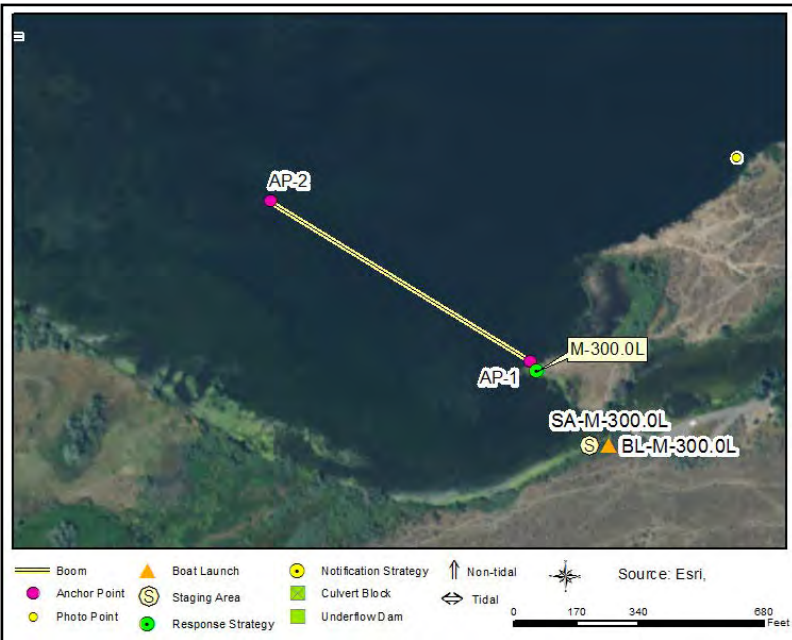 AP-2
M-300.0L
AP-1
SA-M-300.0L
S BL-M-300.0L
Boom
Boat Launch
Notification Strategy
Non-tidal
Source: Esri,
Anchor Point
S Staging Area
Culvert Block
Tidal
Photo Point
Response Strategy
Underflow Dam
0 170 340 680
Feet